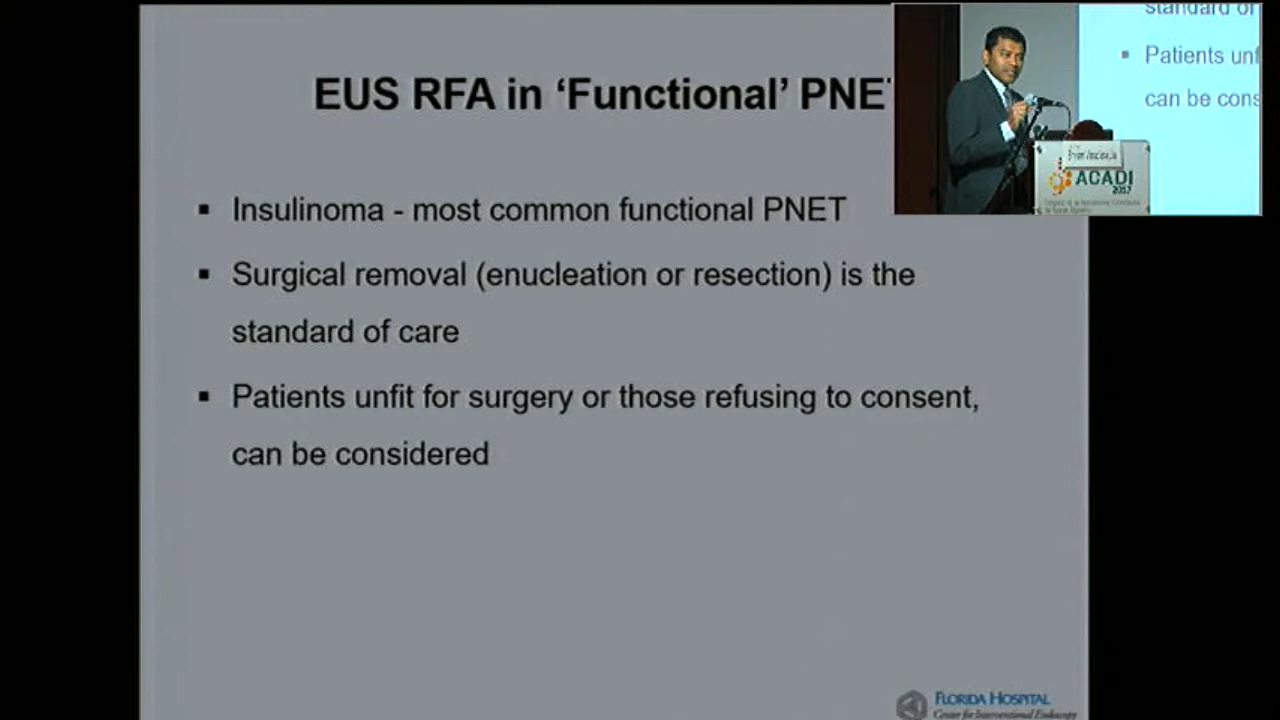 EUS RFA in ‘Functional’ PNET
▪ Insulinoma - most common functional PNET
▪ Surgical removal (enucleation or resection) is the
standard of care
▪ Patients unfit for surgery or those refusing to consent,
can be considered
standard of
▪ Patients unf
can be cons
ACADI
2017
FLORIDA HOSPITAL
Center for Interventional Endoscopy